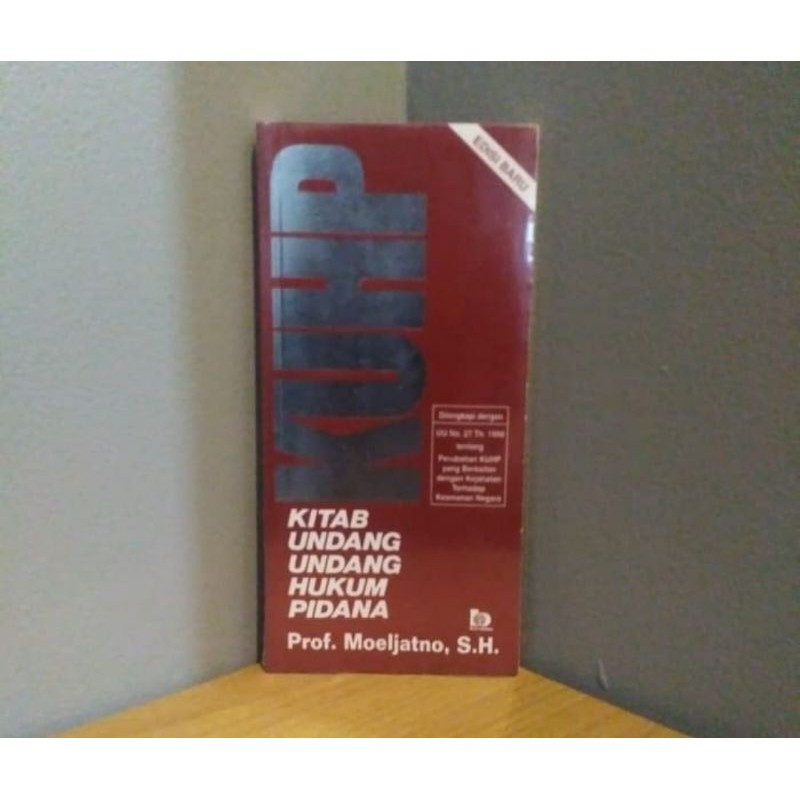 EDISI BARU
KUHP
Dilengkapi dengan
UU No. 27 Th. 1999
tentang
Perubahan KUHP
yang Berkaitan
dengan Kejahatan
Terhadap
Keamanan Negara
KITAB
UNDANG
UNDANG
HUKUM
PIDANA
Prof. Moeljatno, S.H.